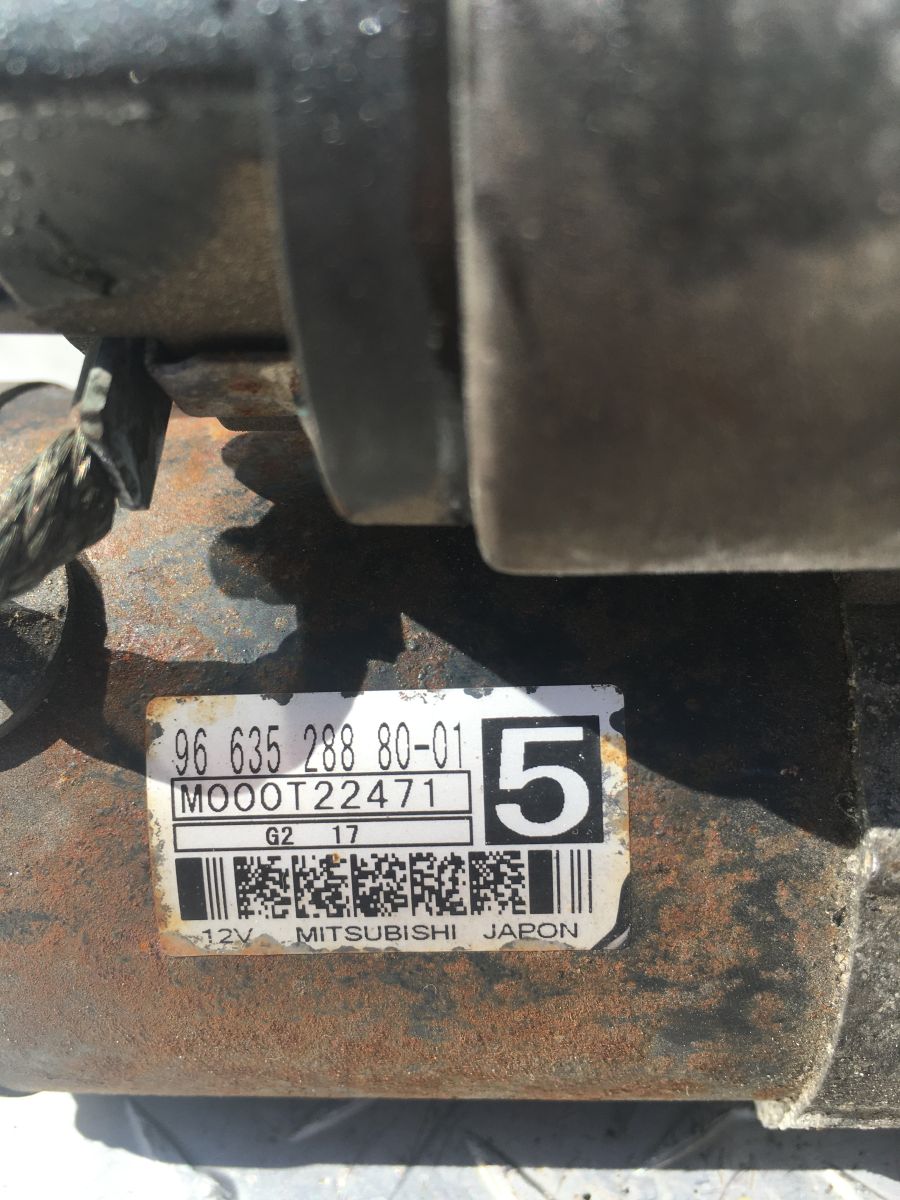 96 635 288 80-01
5
M000T22471
G2 17
12V MITSUBISHI JAPON